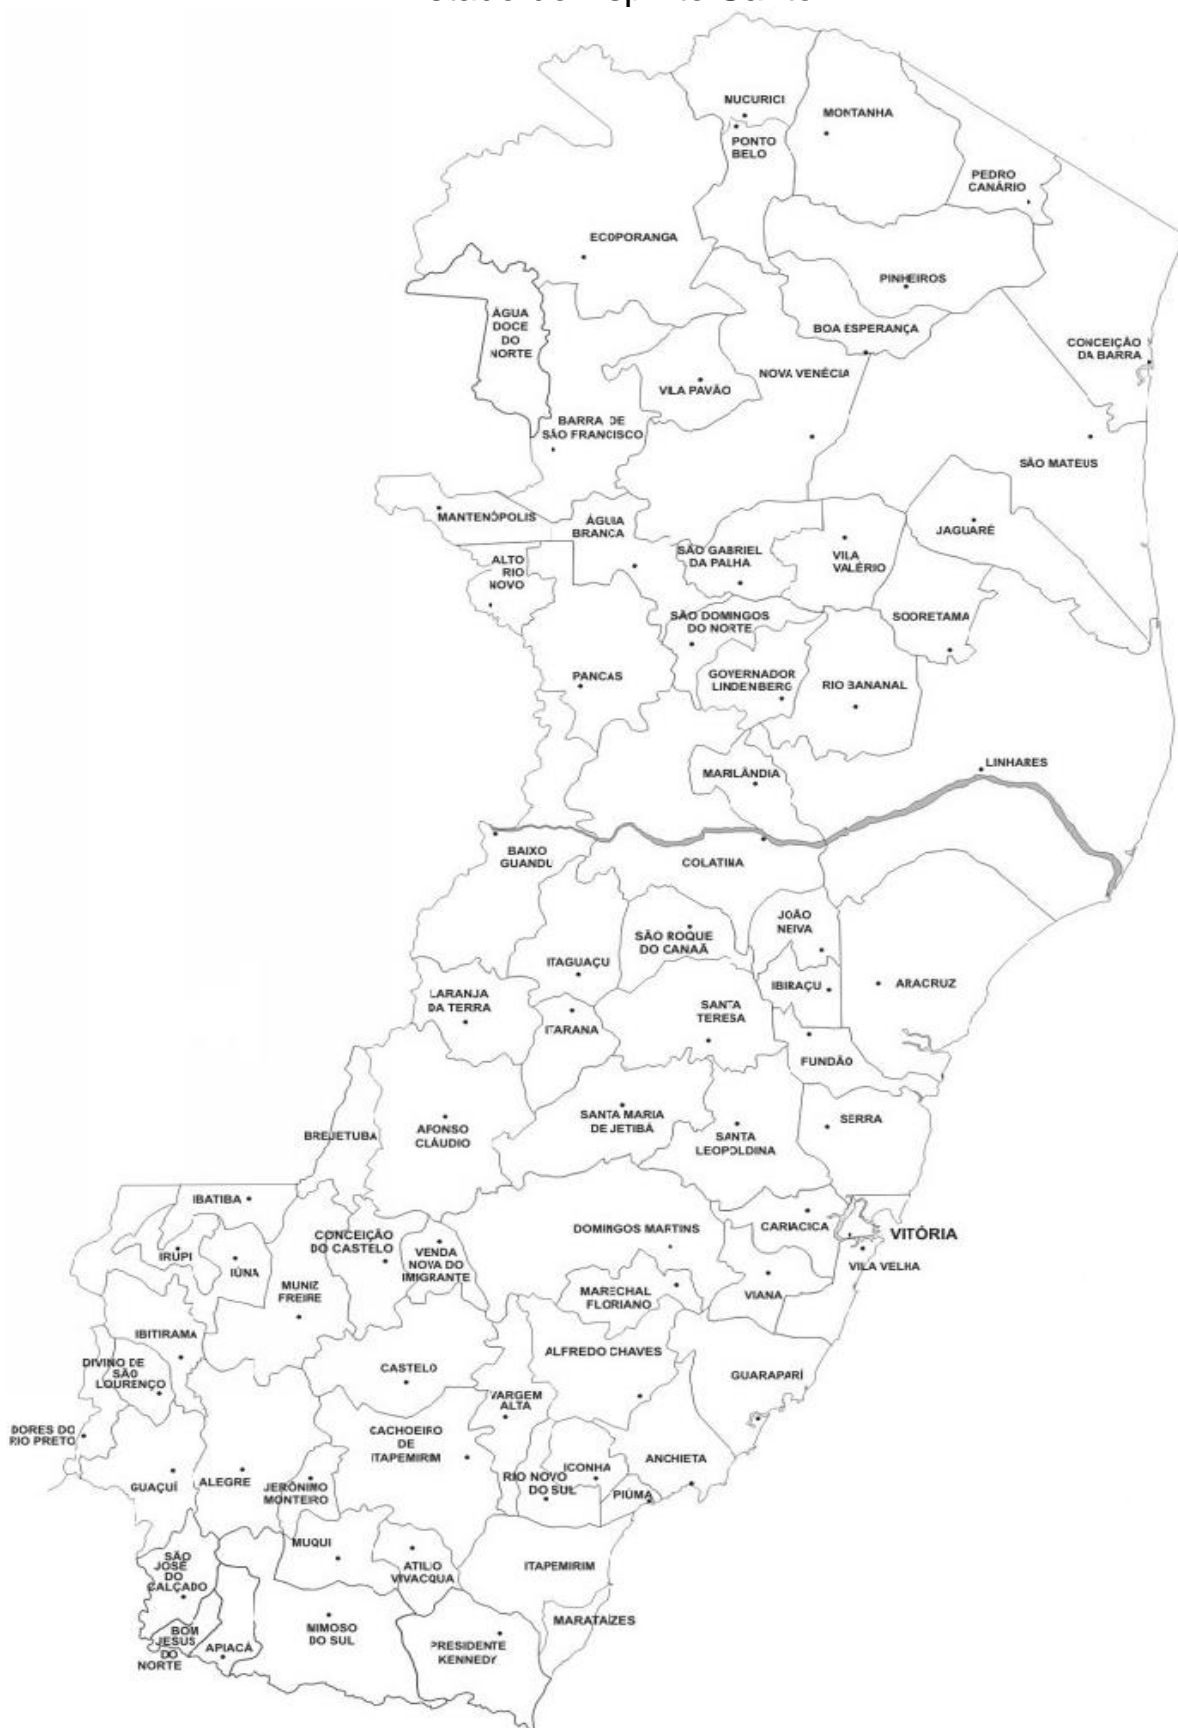 NUCURICI
MONTANHA
PONTO
BELO
PEDRO
CANÁRIO
ECOPORANGA
PINHEIROS
ÁGUA
DOCE
DO
NORTE
BOA ESPERANÇA
CONCEIÇÃO
DA BARRA
NOVA VENÉCIA
VILA PAVÃO
BARRA DE
SÃO FRANCISCO
SÃO MATEUS
MANTENÓPOLIS
ÁGUIA
BRANCA
JAGUARÉ
SÃO GABRIEL
DA PALHA
VILA
VALÉRIO
ALTO
RIO
NOVO
SÃO DOMINGOS
DO NORTE
SOORETAMA
PANCAS
GOVERNADOR
LINDENBERG
RIO BANANAL
LINHARES
MARILÂNDIA
BAIXO
GUANDU
COLATINA
JOÃO
NEIVA
SÃO ROQUE
DO CANAÃ
ITAGUAÇU
IBIRAÇU
ARACRUZ
LARANJA
DA TERRA
SANTA
TERESA
ITARANA
FUNDÃO
SANTA MARIA
DE JETIBÁ
SERRA
AFONSO
CLÁUDIO
BREJETUBA
SANTA
LEOPOLDINA
IBATIBA
CONCEIÇÃO
DO CASTELO
DOMINGOS MARTINS
CARIACICA
VITÓRIA
IRUPI
VENDA
NOVA DO
IMIGRANTE
VILA VELHA
IÚNA
MUNIZ
FREIRE
MARECHAL
FLORIANO
VIANA
IBITIRAMA
ALFREDO CHAVES
DIVINO DE
SÃO
LOURENÇO
CASTELO
GUARAPARÍ
VARGEM
ALTA
DORES DO
RIO PRETO
CACHOEIRO
DE
ITAPEMIRIM
ANCHIETA
ICONHA
RIO NOVO
DO SUL
GUAÇUÍ
ALEGRE
JERÔNIMO
MONTEIRO
PIÚMA
MUQUI
SÃO
JOSÉ
DO
CALÇADO
ATILIO
VIVACQUA
ITAPEMIRIM
MARATAÍZES
MIMOSO
DO SUL
BOM
JESUS
DO
NORTE
APIACÁ
PRESIDENTE
KENNEDY